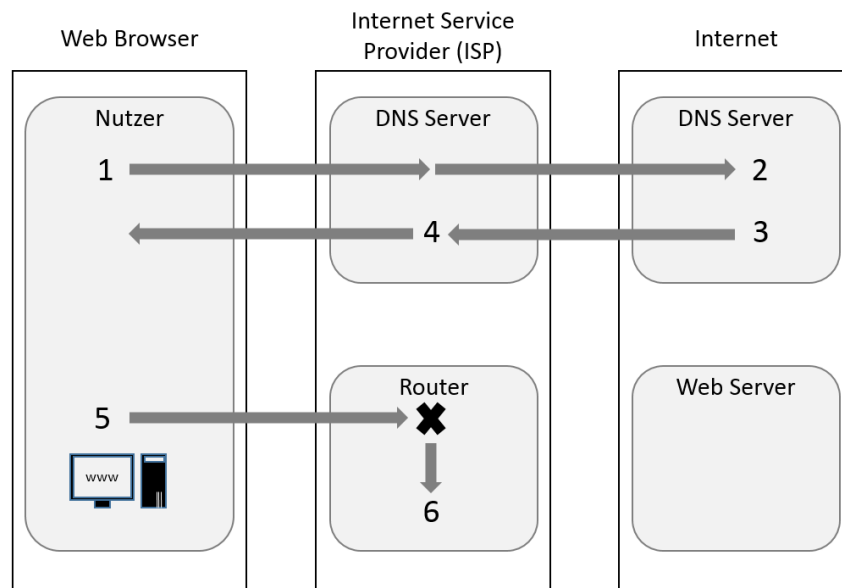 Web Browser
Internet Service
Provider (ISP)
Internet
Nutzer
DNS Server
DNS Server
1
2
4
3
Router
Web Server
5
www
6